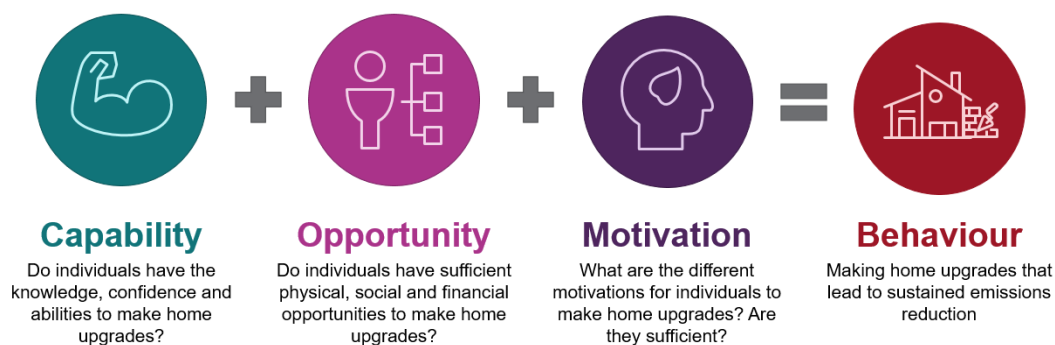 Capability
Do individuals have the
knowledge, confidence and
abilities to make home
upgrades?
Opportunity
Do individuals have sufficient
physical, social and financial
opportunities to make home
upgrades?
Motivation
What are the different
motivations for individuals to
make home upgrades? Are
they sufficient?
Behaviour
Making home upgrades that
lead to sustained emissions
reduction